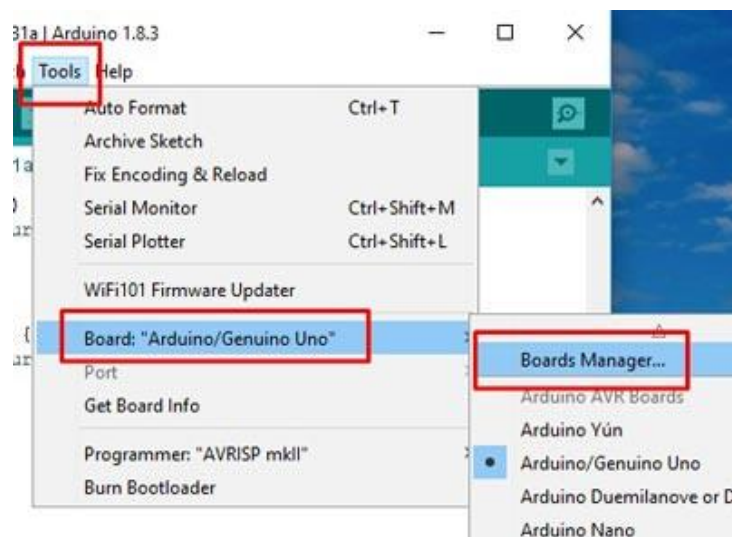 31a | Arduino 1.8.3
Tools Help
Auto Format Ctrl+T
Archive Sketch
Fix Encoding & Reload
Serial Monitor Ctrl+Shift+M
Serial Plotter Ctrl+Shift+L
WiFi101 Firmware Updater
Board: "Arduino/Genuino Uno"
Port
Get Board Info
Programmer: "AVRISP mkII"
Burn Bootloader
Boards Manager...
Arduino AVR Boards
Arduino Yún
Arduino/Genuino Uno
Arduino Duemilanove or D
Arduino Nano